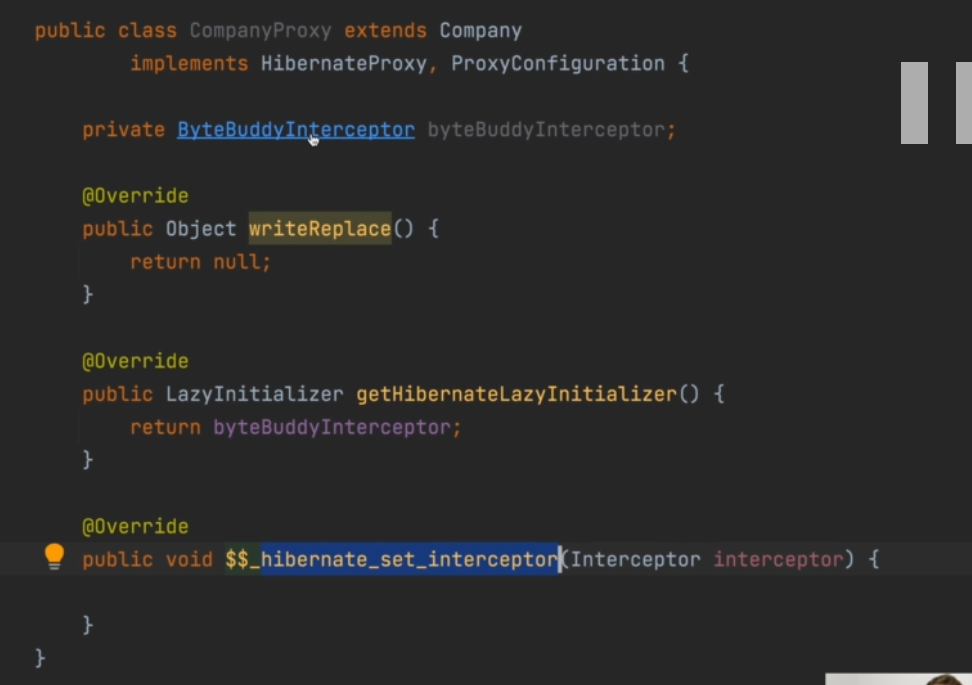 public class CompanyProxy extends Company
implements HibernateProxy, ProxyConfiguration {
private ByteBuddyInterceptor byteBuddyInterceptor;
@Override
public Object writeReplace() {
return null;
}
@Override
public LazyInitializer getHibernateLazyInitializer() {
return byteBuddyInterceptor;
}
@Override
public void $$_hibernate_set_interceptor(Interceptor interceptor) {
}
}